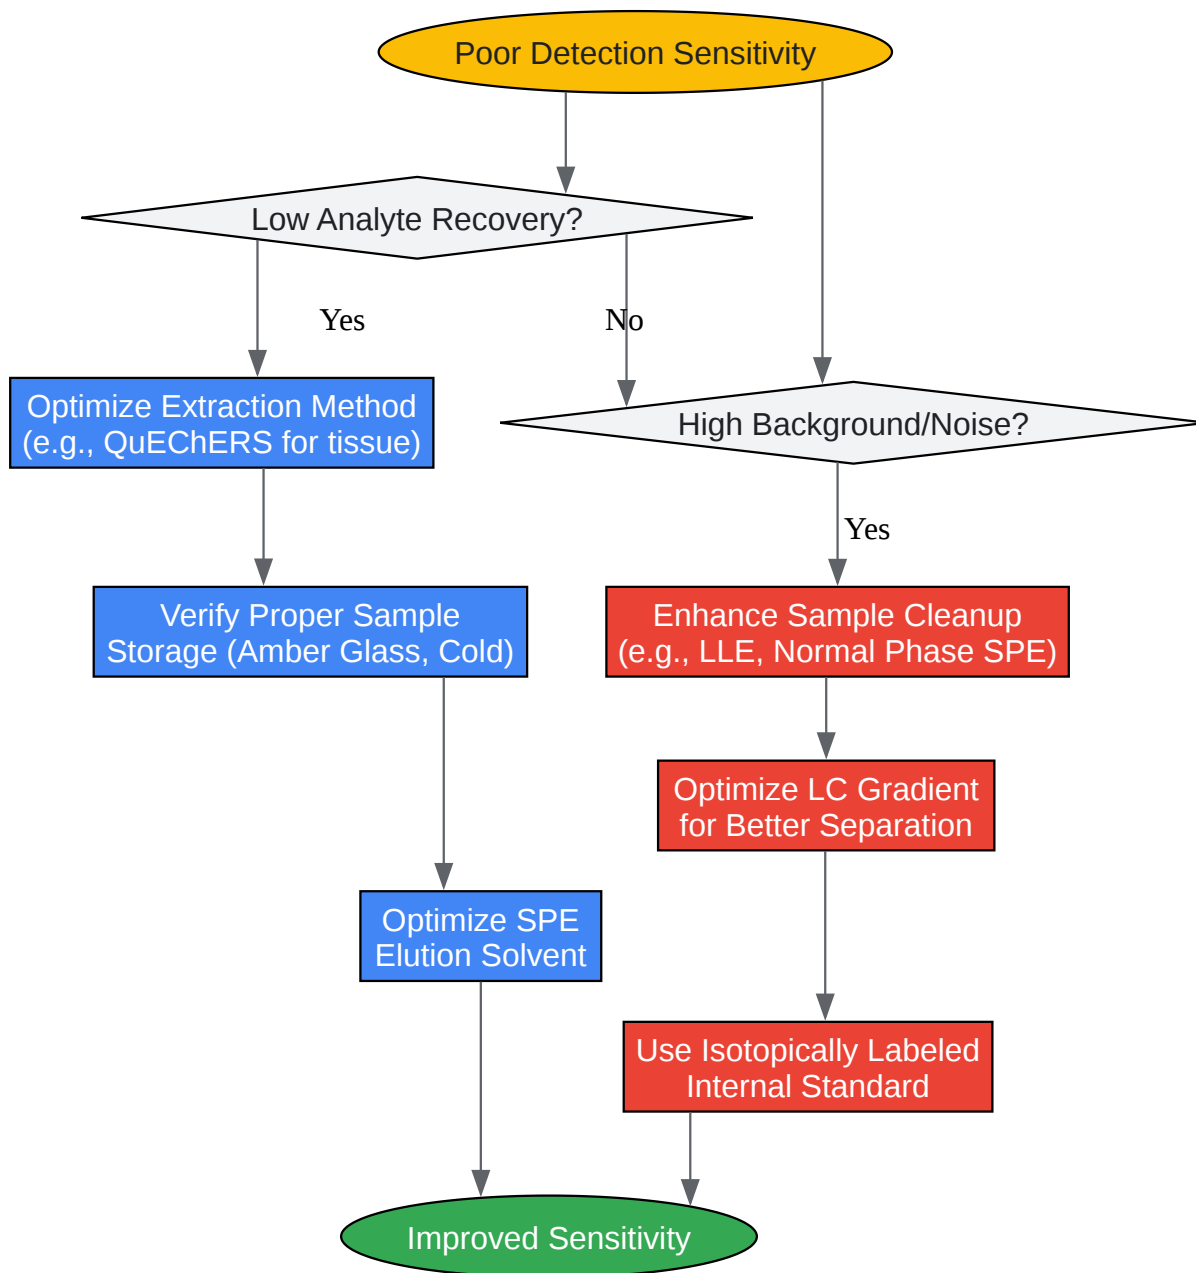 Poor Detection Sensitivity
Low Analyte Recovery?
Yes
No
Optimize Extraction Method
(e.g., QuEChERS for tissue)
High Background/Noise?
Yes
Verify Proper Sample
Storage (Amber Glass, Cold)
Enhance Sample Cleanup
(e.g., LLE, Normal Phase SPE)
Optimize LC Gradient
for Better Separation
Optimize SPE
Elution Solvent
Use Isotopically Labeled
Internal Standard
Improved Sensitivity